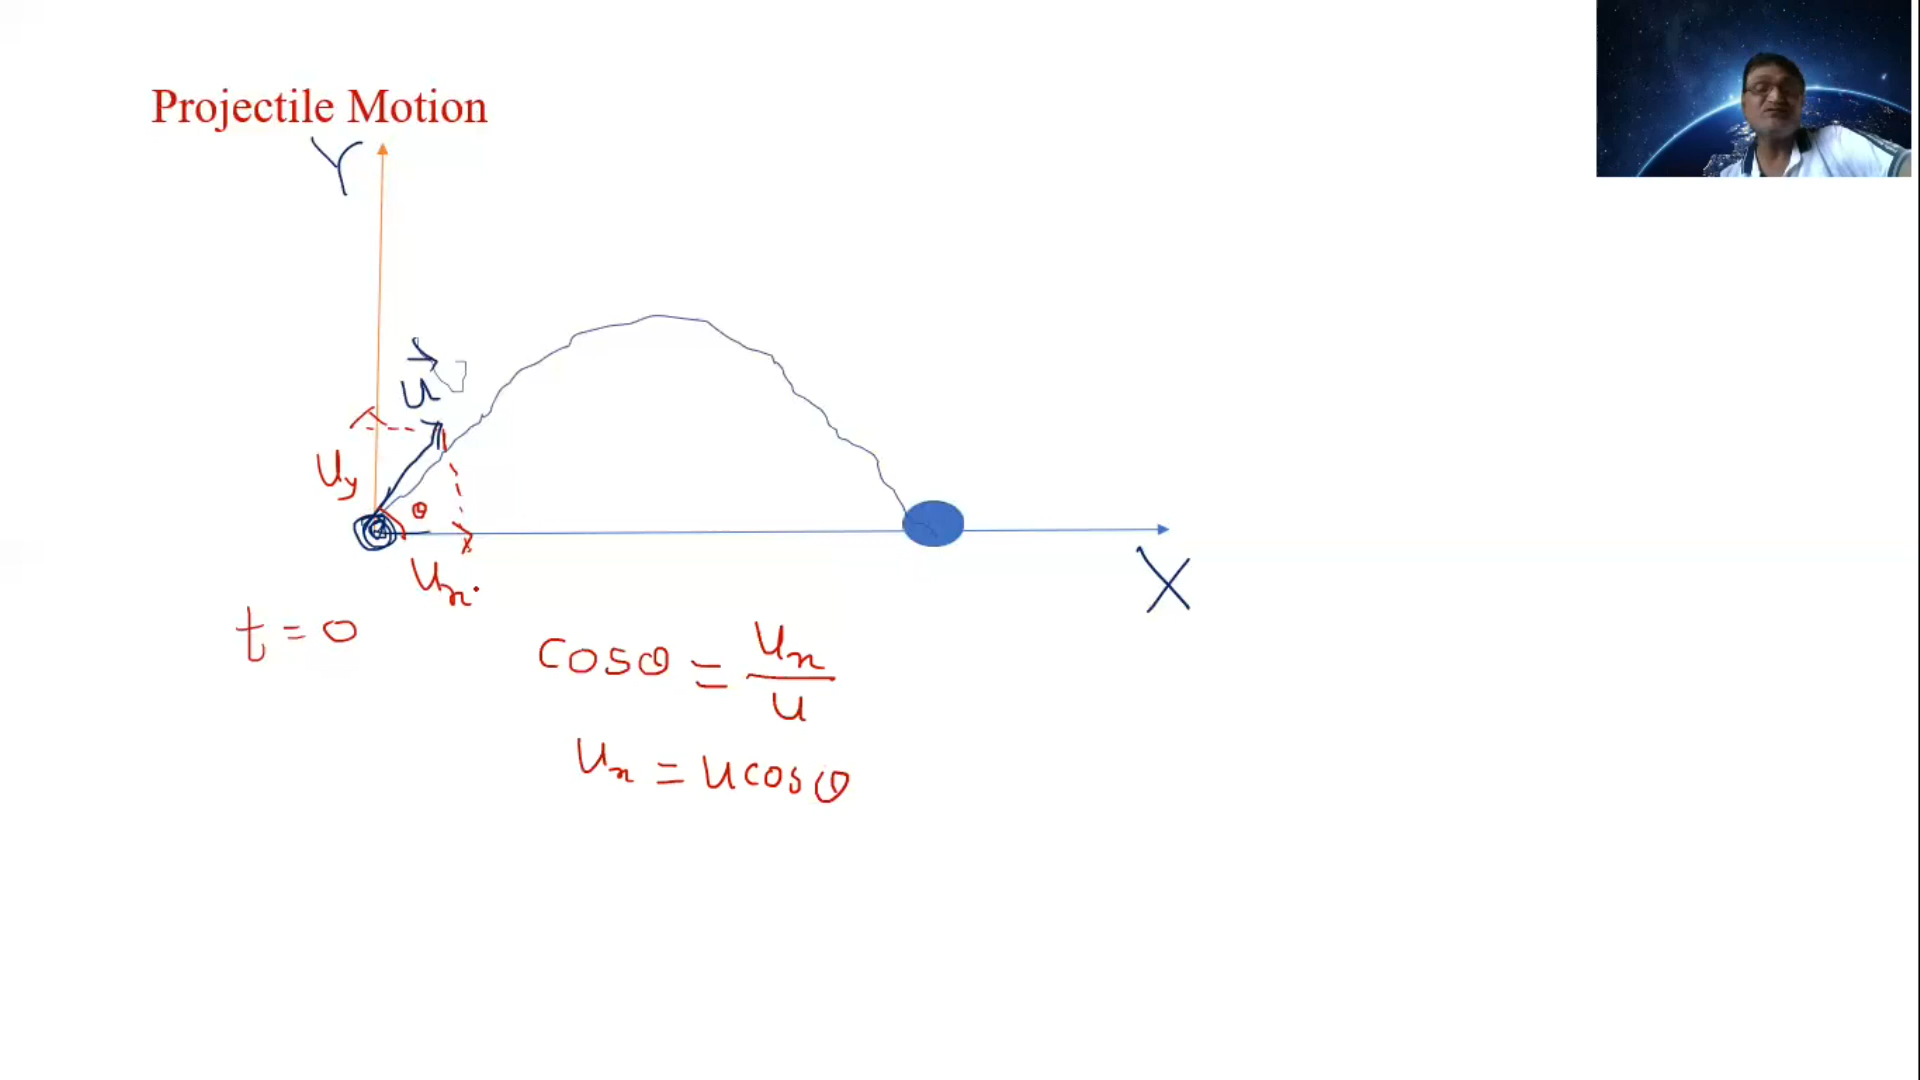 Projectile Motion
Y
u
uy
θ
ux
X
t = 0
cosθ = ux / u
ux = ucosθ